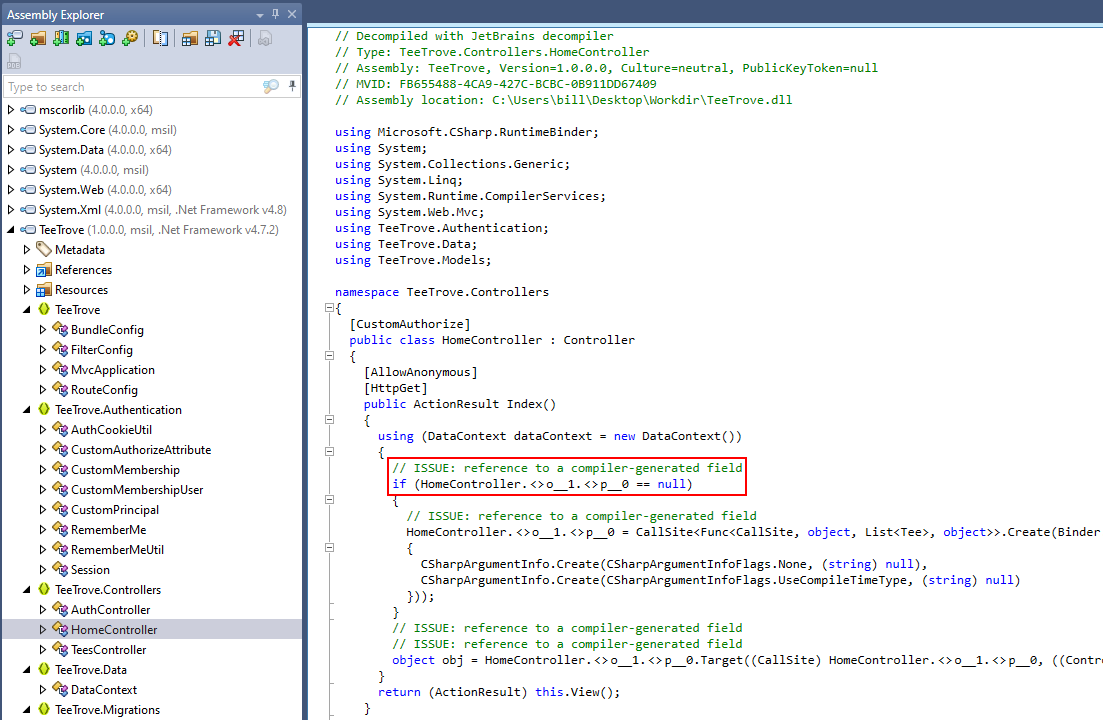 Assembly Explorer
Type to search
mscorlib (4.0.0.0, x64)
System.Core (4.0.0.0, msil)
System.Data (4.0.0.0, x64)
System (4.0.0.0, msil)
System.Web (4.0.0.0, x64)
System.Xml (4.0.0.0, msil, .Net Framework v4.8)
TeeTrove (1.0.0.0, msil, .Net Framework v4.7.2)
Metadata
References
Resources
TeeTrove
BundleConfig
FilterConfig
MvcApplication
RouteConfig
TeeTrove.Authentication
AuthCookieUtil
CustomAuthorizeAttribute
CustomMembership
CustomMembershipUser
CustomPrincipal
RememberMe
RememberMeUtil
Session
TeeTrove.Controllers
AuthController
HomeController
TeesController
TeeTrove.Data
DataContext
TeeTrove.Migrations
// Decompiled with JetBrains decompiler
// Type: TeeTrove.Controllers.HomeController
// Assembly: TeeTrove, Version=1.0.0.0, Culture=neutral, PublicKeyToken=null
// MVID: FB655488-4CA9-427C-BCBC-0B911DD67409
// Assembly location: C:\Users\bill\Desktop\Workdir\TeeTrove.dll
using Microsoft.CSharp.RuntimeBinder;
using System;
using System.Collections.Generic;
using System.Linq;
using System.Runtime.CompilerServices;
using System.Web.Mvc;
using TeeTrove.Authentication;
using TeeTrove.Data;
using TeeTrove.Models;
namespace TeeTrove.Controllers
{
[CustomAuthorize]
public class HomeController : Controller
{
[AllowAnonymous]
[HttpGet]
public ActionResult Index()
{
using (DataContext dataContext = new DataContext())
{
// ISSUE: reference to a compiler-generated field
if (HomeController.<>o__1.<>p__0 == null)
{
// ISSUE: reference to a compiler-generated field
HomeController.<>o__1.<>p__0 = CallSite<Func<CallSite, object, List<Tee>, object>>.Create(Binder
{
CSharpArgumentInfo.Create(CSharpArgumentInfoFlags.None, (string) null),
CSharpArgumentInfo.Create(CSharpArgumentInfoFlags.UseCompileTimeType, (string) null)
}));
}
// ISSUE: reference to a compiler-generated field
// ISSUE: reference to a compiler-generated field
object obj = HomeController.<>o__1.<>p__0.Target((CallSite) HomeController.<>o__1.<>p__0, ((Contr
}
return (ActionResult) this.View();
}